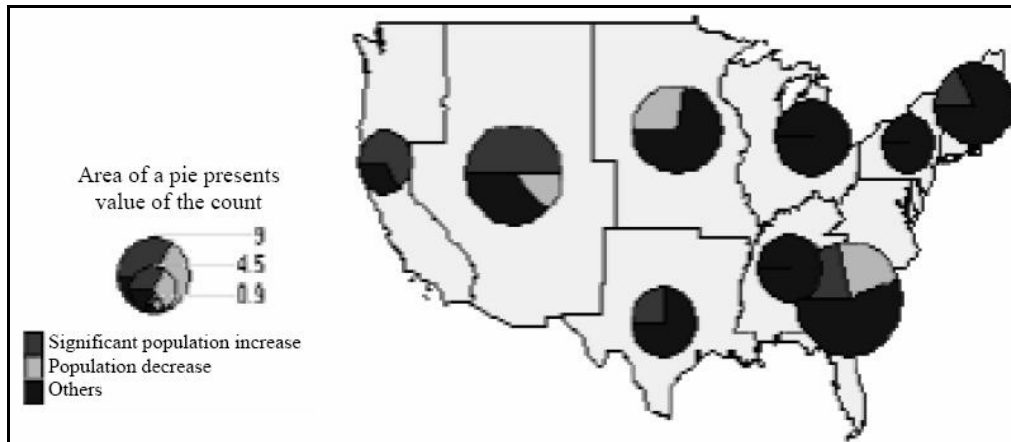 Area of a pie presents
value of the count
9
4.5
0.9
Significant population increase
Population decrease
Others